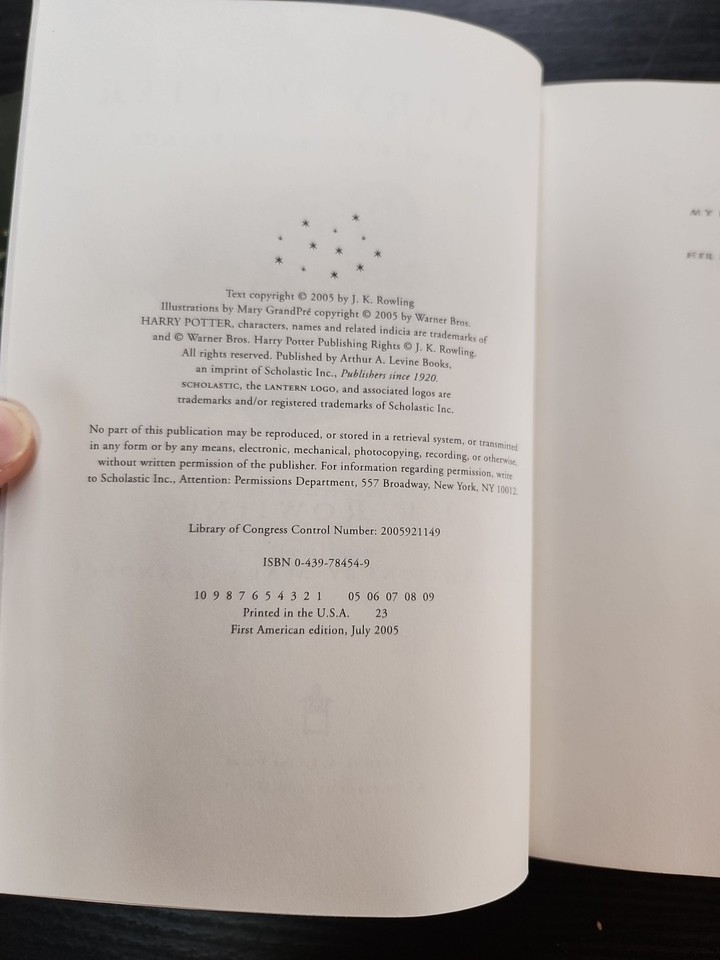 Text copyright © 2005 by J. K. Rowling
Illustrations by Mary GrandPré copyright © 2005 by Warner Bros.
HARRY POTTER, characters, names and related indicia are trademarks of
and © Warner Bros. Harry Potter Publishing Rights © J. K. Rowling.
All rights reserved. Published by Arthur A. Levine Books,
an imprint of Scholastic Inc., Publishers since 1920.
SCHOLASTIC, the LANTERN LOGO, and associated logos are
trademarks and/or registered trademarks of Scholastic Inc.
No part of this publication may be reproduced, or stored in a retrieval system, or transmitted
in any form or by any means, electronic, mechanical, photocopying, recording, or otherwise,
without written permission of the publisher. For information regarding permission, write
to Scholastic Inc., Attention: Permissions Department, 557 Broadway, New York, NY 10012.
Library of Congress Control Number: 2005921149
ISBN 0-439-78454-9
10 9 8 7 6 5 4 3 2 1 05 06 07 08 09
Printed in the U.S.A. 23
First American edition, July 2005
MY